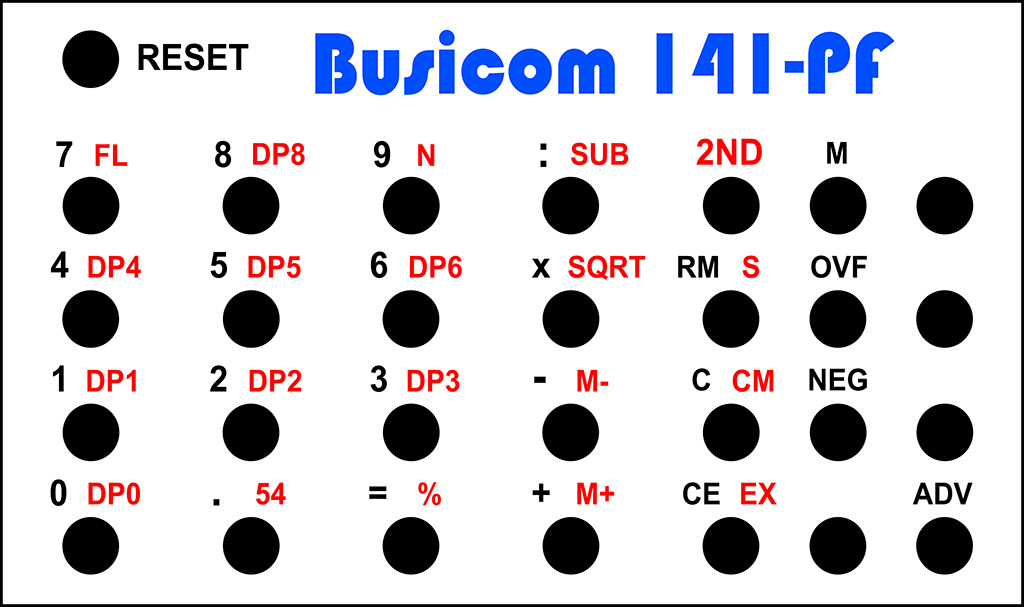 RESET Busicom 141-PF
7 FL 8 DP8 9 N : SUB 2ND M
4 DP4 5 DP5 6 DP6 x SQRT RM S OVF
1 DP1 2 DP2 3 DP3 - M- C CM NEG
0 DP0 . 54 = % + M+ CE EX ADV